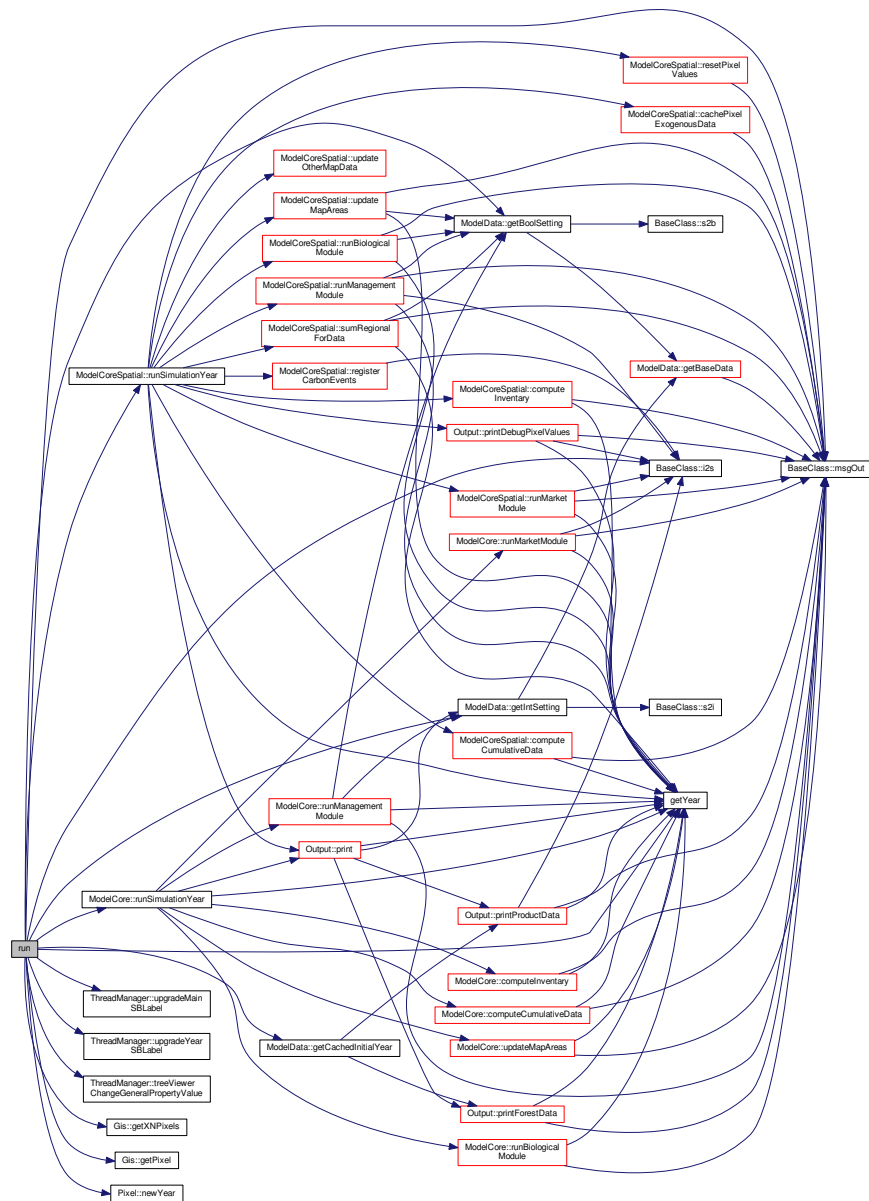 ModelCoreSpatial::resetPixel
Values
ModelCoreSpatial::cachePixel
ExogenousData
ModelCoreSpatial::update
OtherMapData
ModelCoreSpatial::update
MapAreas
ModelData::getBoolSetting
BaseClass::s2b
ModelCoreSpatial::runBiological
Module
ModelCoreSpatial::runManagement
Module
ModelCoreSpatial::sumRegional
ForData
ModelData::getBaseData
ModelCoreSpatial::runSimulationYear
ModelCoreSpatial::register
CarbonEvents
ModelCoreSpatial::compute
Inventory
Output::printDebugPixelValues
BaseClass::i2s
BaseClass::msgOut
ModelCoreSpatial::runMarket
Module
ModelCore::runMarketModule
ModelData::getIntSetting
BaseClass::s2i
ModelCoreSpatial::compute
CumulativeData
getYear
ModelCore::runManagement
Module
Output::print
ModelCore::runSimulationYear
Output::printProductData
run
ModelCore::computeInventory
ThreadManager::upgradeMain
SBLabel
ModelCore::computeCumulativeData
ThreadManager::upgradeYear
SBLabel
ModelData::getCachedInitialYear
ModelCore::updateMapAreas
ThreadManager::treeViewer
ChangeGeneralPropertyValue
Output::printForestData
Gis::getXNPixels
ModelCore::runBiological
Module
Gis::getPixel
Pixel::newYear